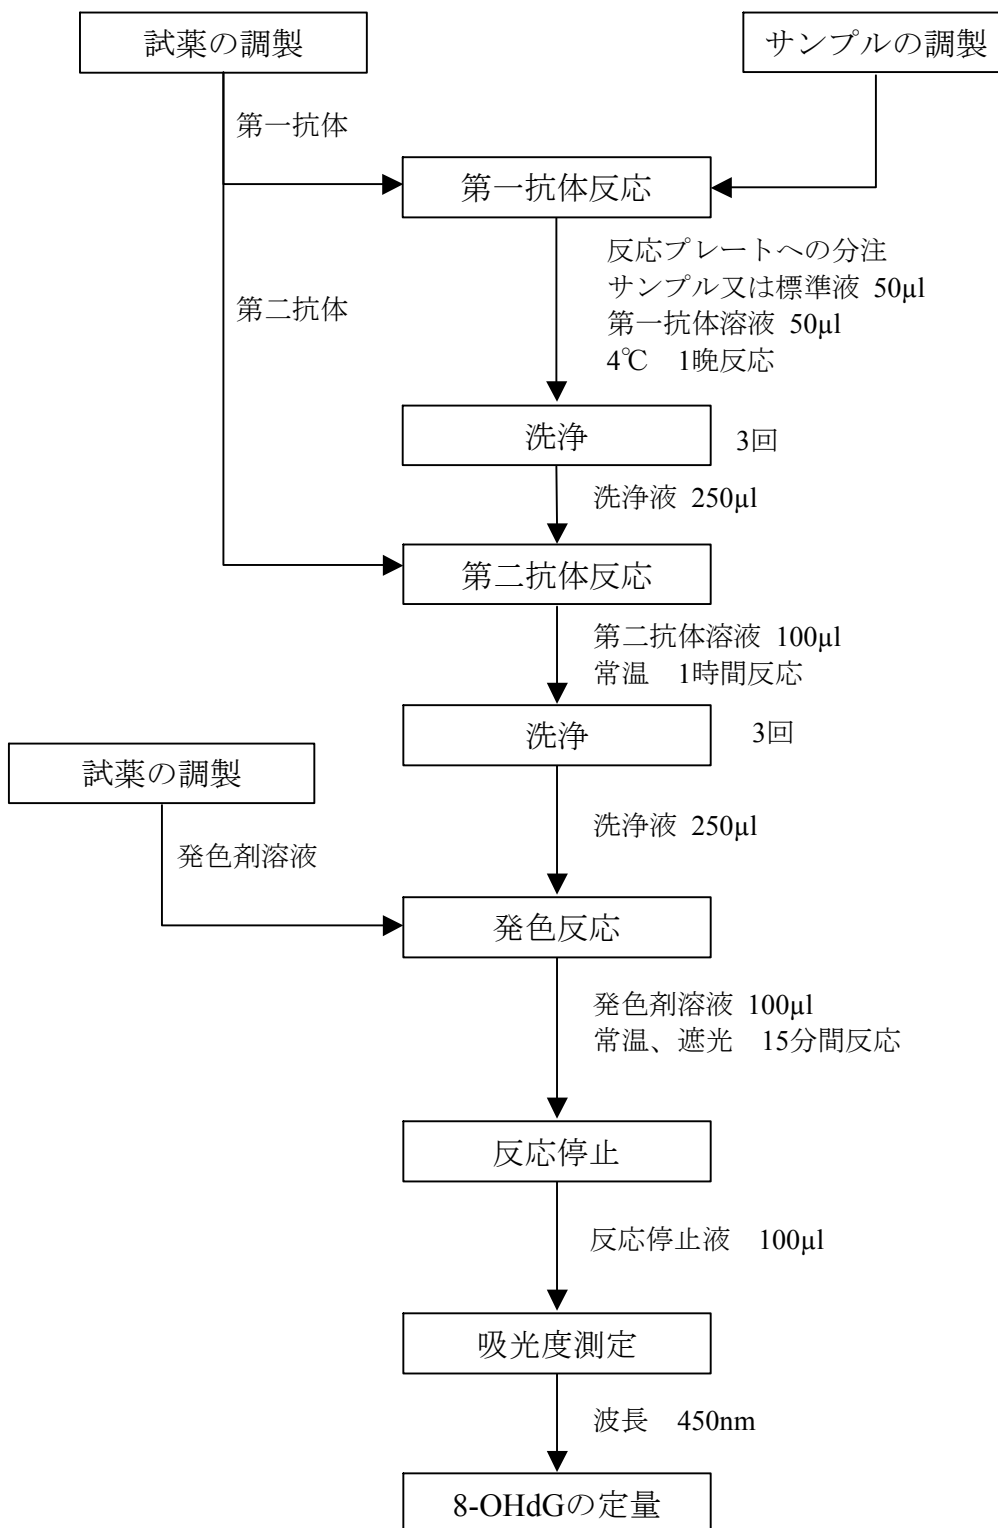 試薬の調製
サンプルの調製
第一抗体
第一抗体反応
反応プレートへの分注
サンプル又は標準液 50µl
第一抗体溶液 50µl
4℃　1晩反応
第二抗体
洗浄
3回
洗浄液 250µl
第二抗体反応
第二抗体溶液 100µl
常温　1時間反応
洗浄
3回
試薬の調製
洗浄液 250µl
発色剤溶液
発色反応
発色剤溶液 100µl
常温、遮光　15分間反応
反応停止
反応停止液　100µl
吸光度測定
波長　450nm
8-OHdGの定量